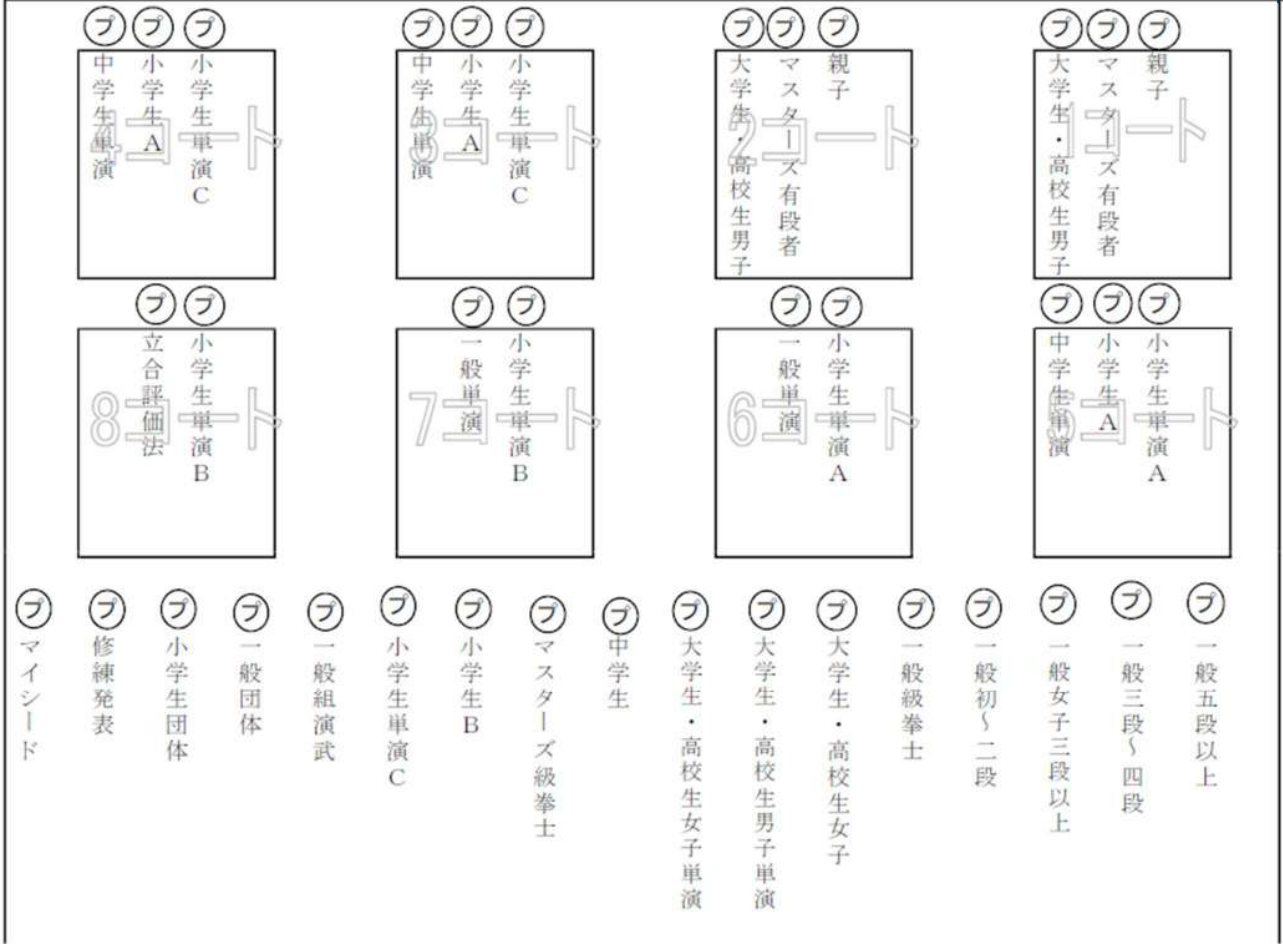 プ 親子
プ マスターズ有段者
プ 大学生・高校生男子
1コート
プ 親子
プ マスターズ有段者
プ 大学生・高校生男子
2コート
プ 小学生単演C
プ 小学生A
プ 中学生単演
3コート
プ 小学生単演C
プ 小学生A
プ 中学生単演
4コート
プ 小学生単演A
プ 小学生A
プ 中学生単演
5コート
プ 小学生単演A
プ 一般単演
6コート
プ 小学生単演B
プ 一般単演
7コート
プ 小学生単演B
プ 立合評価法
8コート
プ 一般五段以上
プ 一般三段〜四段
プ 一般女子三段以上
プ 一般初〜二段
プ 一般級拳士
プ 大学生・高校生女子
プ 大学生・高校生男子単演
プ 大学生・高校生女子単演
プ 中学生
プ マスターズ級拳士
プ 小学生B
プ 小学生単演C
プ 一般組演武
プ 一般団体
プ 小学生団体
プ 修練発表
プ マイシード